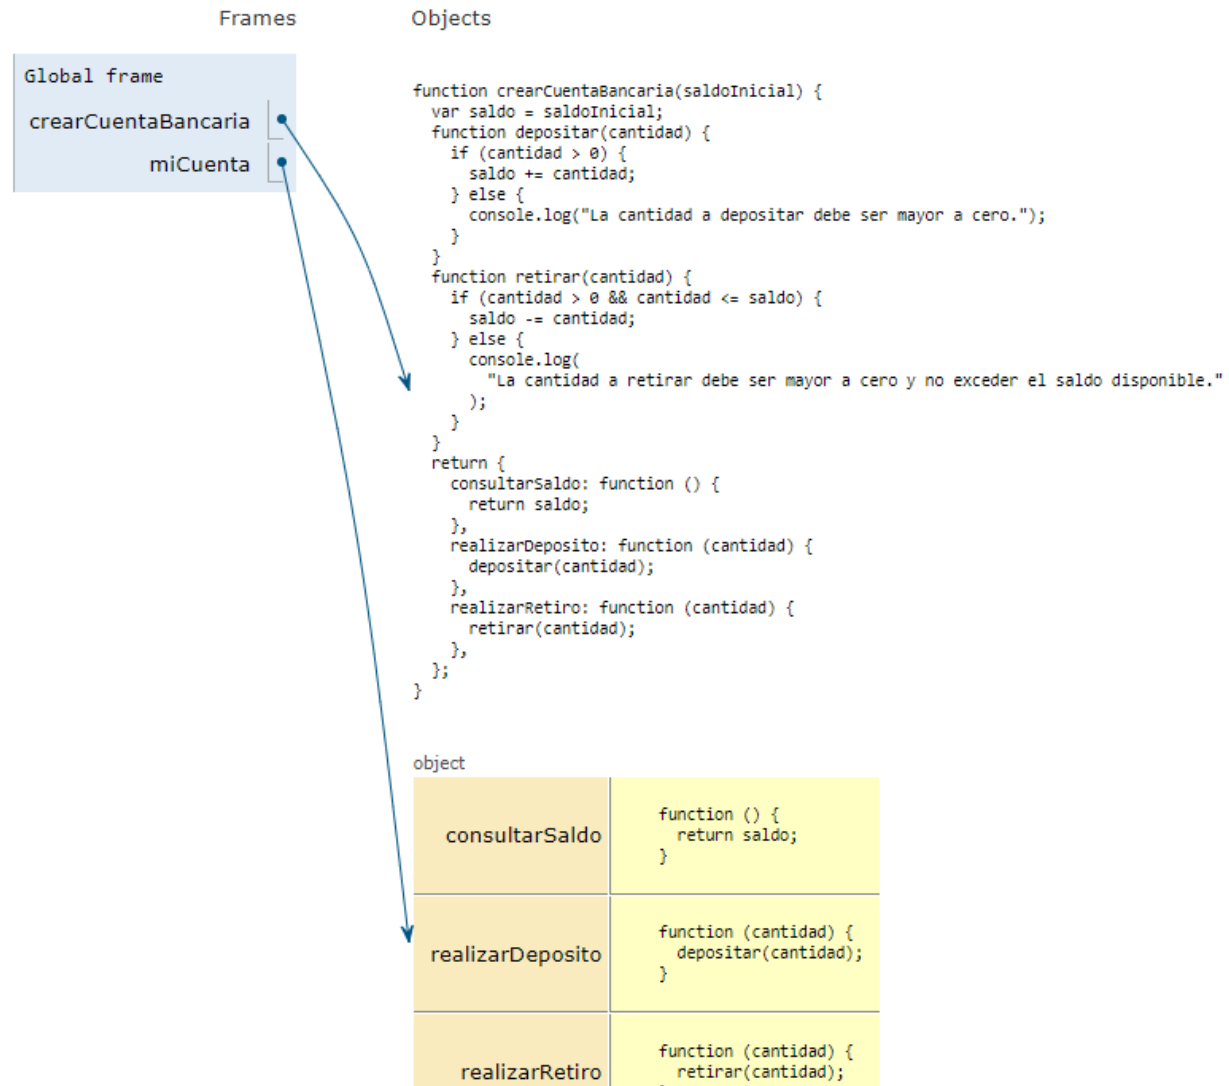 Frames
Objects
Global frame
crearCuentaBancaria
miCuenta
function crearCuentaBancaria(saldoInicial) {
  var saldo = saldoInicial;
  function depositar(cantidad) {
    if (cantidad > 0) {
      saldo += cantidad;
    } else {
      console.log("La cantidad a depositar debe ser mayor a cero.");
    }
  }
  function retirar(cantidad) {
    if (cantidad > 0 && cantidad <= saldo) {
      saldo -= cantidad;
    } else {
      console.log(
        "La cantidad a retirar debe ser mayor a cero y no exceder el saldo disponible."
      );
    }
  }
  return {
    consultarSaldo: function () {
      return saldo;
    },
    realizarDeposito: function (cantidad) {
      depositar(cantidad);
    },
    realizarRetiro: function (cantidad) {
      retirar(cantidad);
    },
  };
}
object
consultarSaldo
function () {
  return saldo;
}
realizarDeposito
function (cantidad) {
  depositar(cantidad);
}
realizarRetiro
function (cantidad) {
  retirar(cantidad);